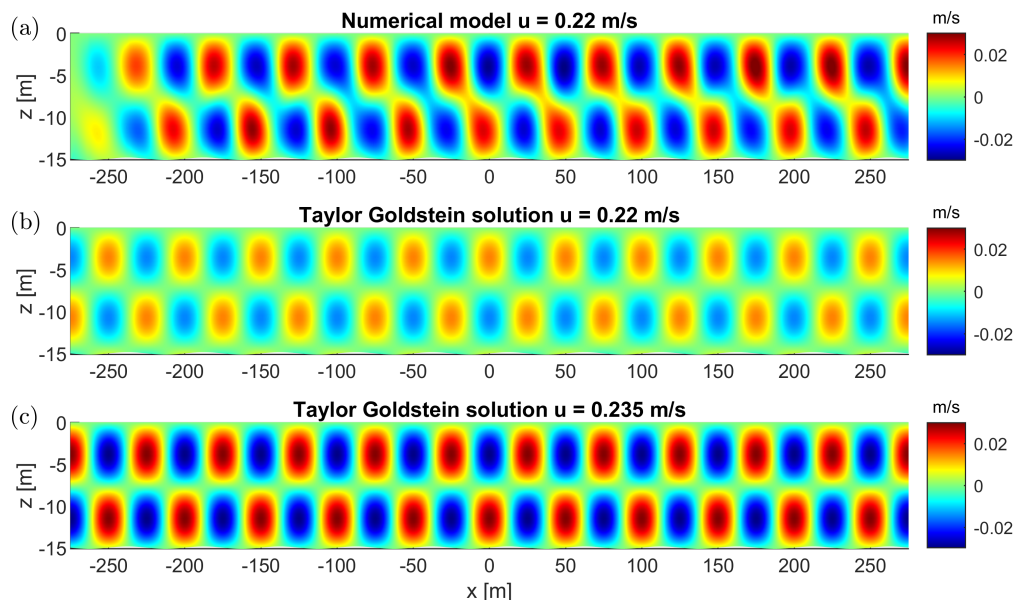 (a)
Numerical model u = 0.22 m/s
m/s
z [m]
0
-5
-10
-15
-250 -200 -150 -100 -50 0 50 100 150 200 250
0.02
0
-0.02
(b)
Taylor Goldstein solution u = 0.22 m/s
m/s
z [m]
0
-5
-10
-15
-250 -200 -150 -100 -50 0 50 100 150 200 250
0.02
0
-0.02
(c)
Taylor Goldstein solution u = 0.235 m/s
m/s
z [m]
0
-5
-10
-15
-250 -200 -150 -100 -50 0 50 100 150 200 250
x [m]
0.02
0
-0.02